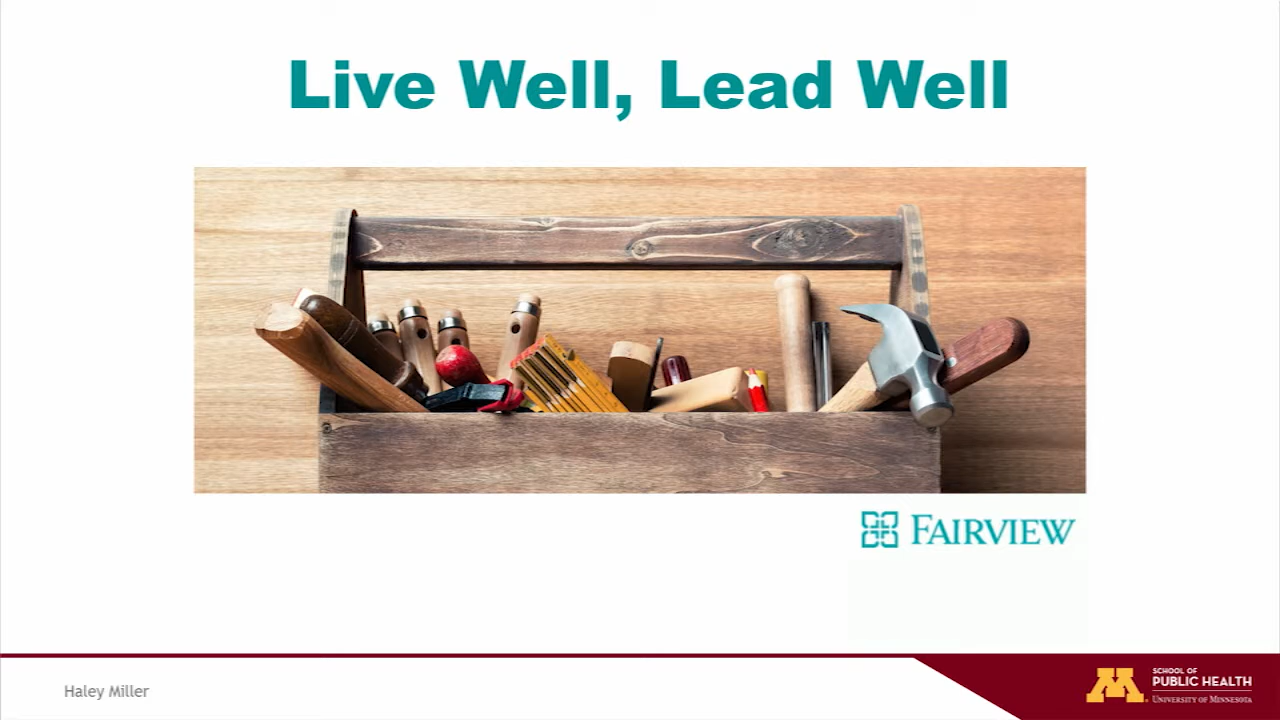 Live Well, Lead Well
FAIRVIEW
Haley Miller
SCHOOL OF
PUBLIC HEALTH
UNIVERSITY OF MINNESOTA
M